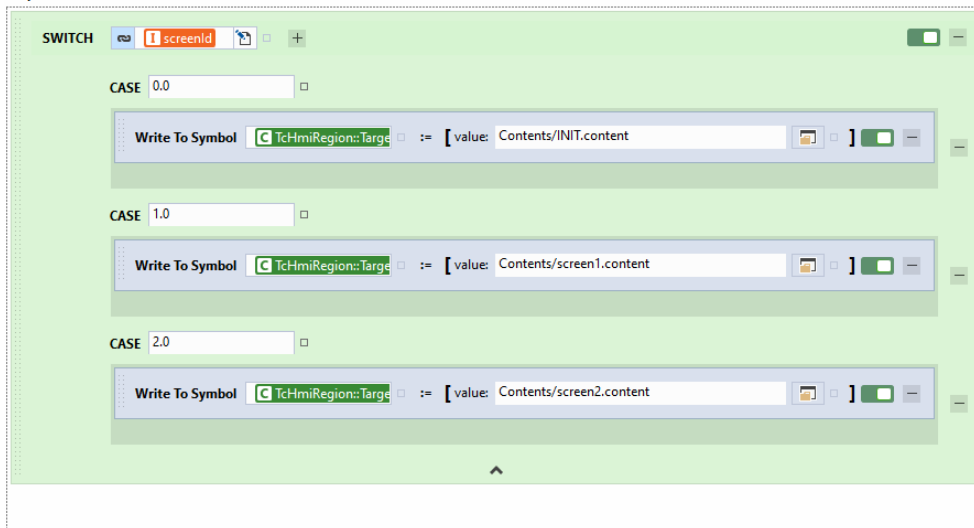 SWITCH I screenId
CASE 0.0
Write To Symbol C TcHmiRegion::Targe := [ value: Contents/INIT.content ]
CASE 1.0
Write To Symbol C TcHmiRegion::Targe := [ value: Contents/screen1.content ]
CASE 2.0
Write To Symbol C TcHmiRegion::Targe := [ value: Contents/screen2.content ]